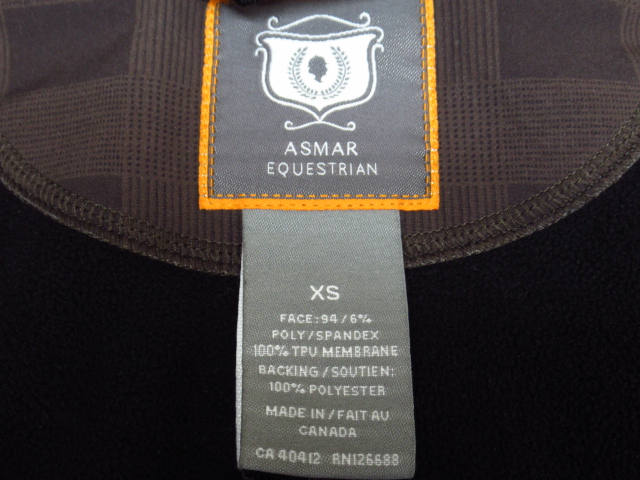 ASMAR
EQUESTRIAN
XS
FACE: 94/6%
POLY/SPANDEX
100% TPU MEMBRANE
BACKING/SOUTIEN:
100% POLYESTER
MADE IN/FAIT AU
CANADA
CA 40412 RN126688